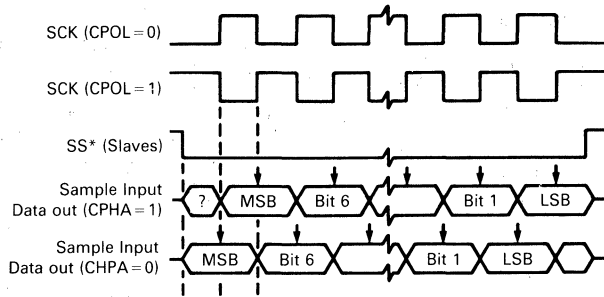 SCK (CPOL=0)
SCK (CPOL=1)
SS* (Slaves)
Sample Input
Data out (CPHA=1)
? MSB Bit 6 Bit 1 LSB
Sample Input
Data out (CHPA=0)
MSB Bit 6 Bit 1 LSB